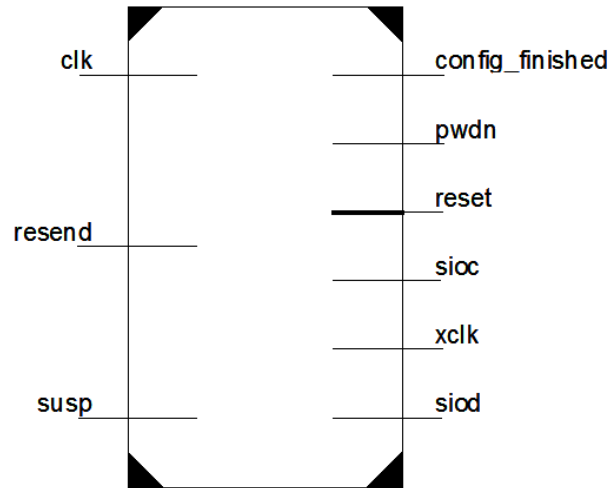 clk
config_finished
pwdn
resend
reset
sioc
xclk
susp
siod